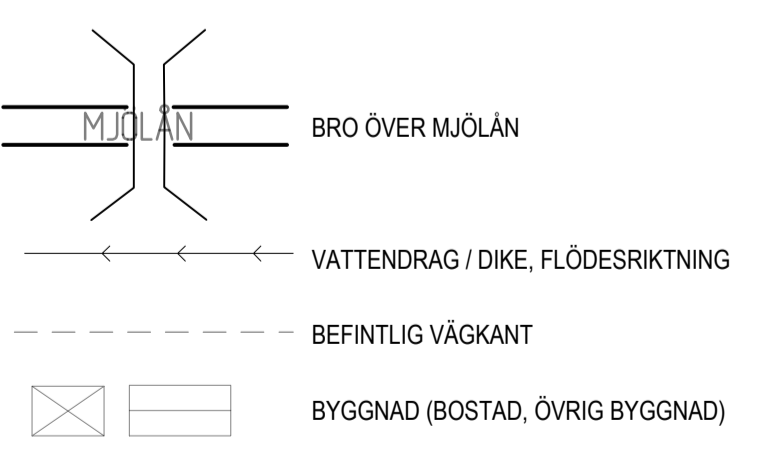 MJÖLÅN
BRO ÖVER MJÖLÅN
VATTENDRAG / DIKE, FLÖDESRIKTNING
BEFINTLIG VÄGKANT
BYGGNAD (BOSTAD, ÖVRIG BYGGNAD)